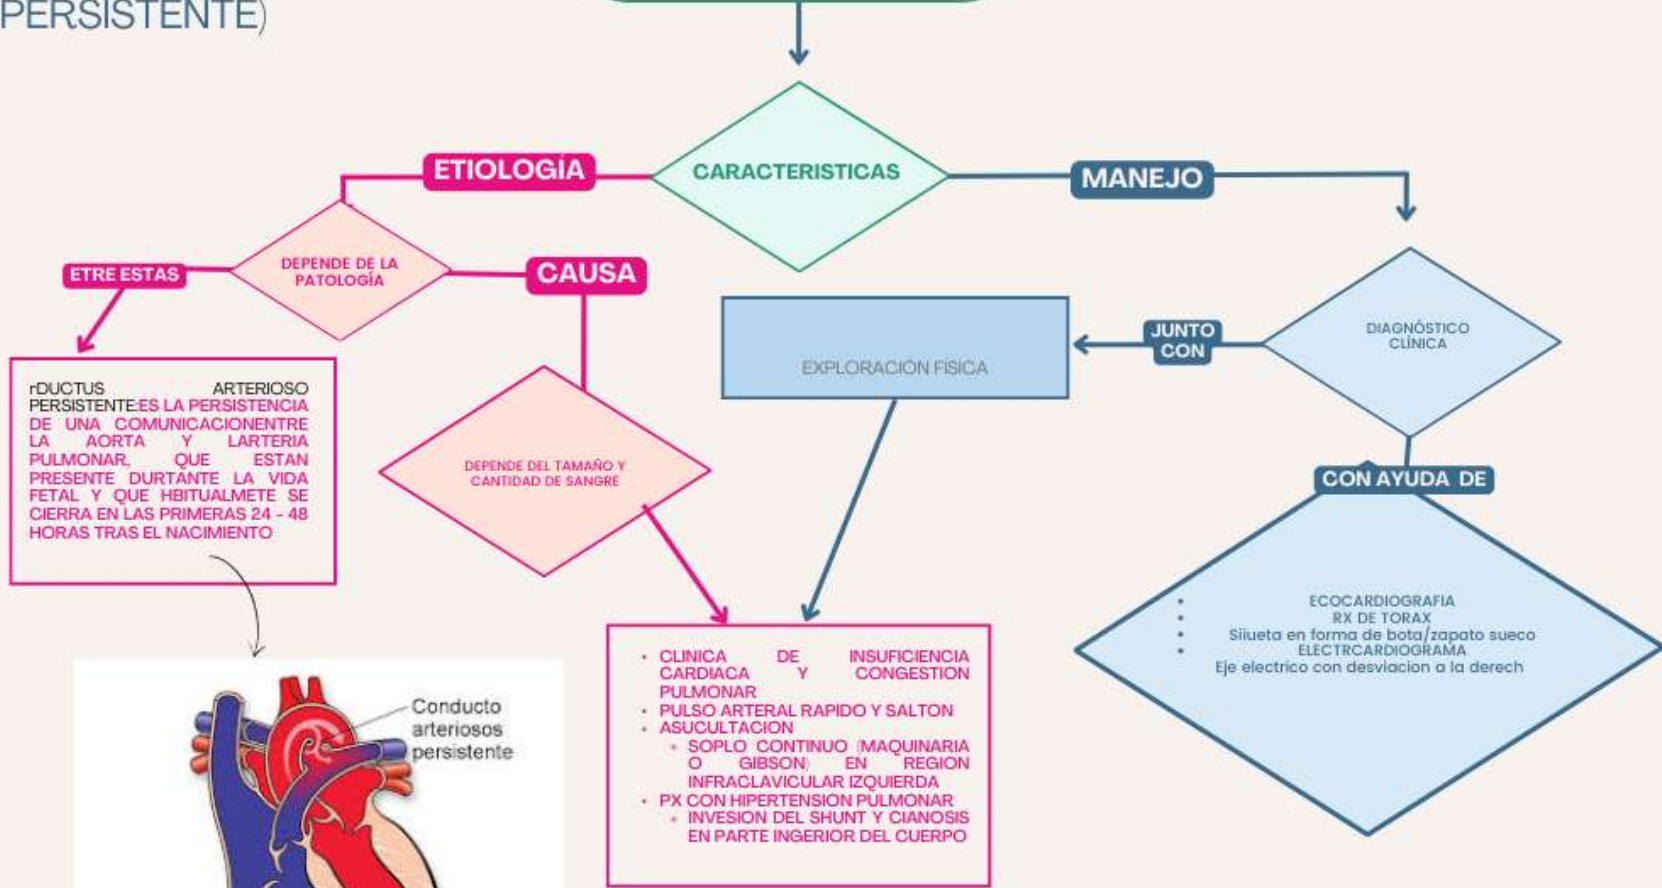 PERSISTENTE)
CARACTERISTICAS
ETIOLOGÍA
MANEJO
DEPENDE DE LA
PATOLOGÍA
ETRE ESTAS
CAUSA
rDUCTUS ARTERIOSO
PERSISTENTE:ES LA PERSISTENCIA
DE UNA COMUNICACIONENTRE
LA AORTA Y LARTERIA
PULMONAR, QUE ESTAN
PRESENTE DURTANTE LA VIDA
FETAL Y QUE HBITUALMETE SE
CIERRA EN LAS PRIMERAS 24 - 48
HORAS TRAS EL NACIMIENTO
Conducto
arteriosos
persistente
DEPENDE DEL TAMAÑO Y
CANTIDAD DE SANGRE
EXPLORACIÓN FÍSICA
JUNTO
CON
DIAGNÓSTICO
CLÍNICA
CON AYUDA DE
• ECOCARDIOGRAFIA
• RX DE TORAX
• Silueta en forma de bota/zapato sueco
• ELECTRCARDIOGRAMA
Eje electrico con desviacion a la derech
• CLINICA DE INSUFICIENCIA
CARDIACA Y CONGESTION
PULMONAR
• PULSO ARTERAL RAPIDO Y SALTON
• ASUCULTACION
• SOPLO CONTINUO (MAQUINARIA
O GIBSON) EN REGION
INFRACLAVICULAR IZQUIERDA
• PX CON HIPERTENSION PULMONAR
• INVESION DEL SHUNT Y CIANOSIS
EN PARTE INGERIOR DEL CUERPO